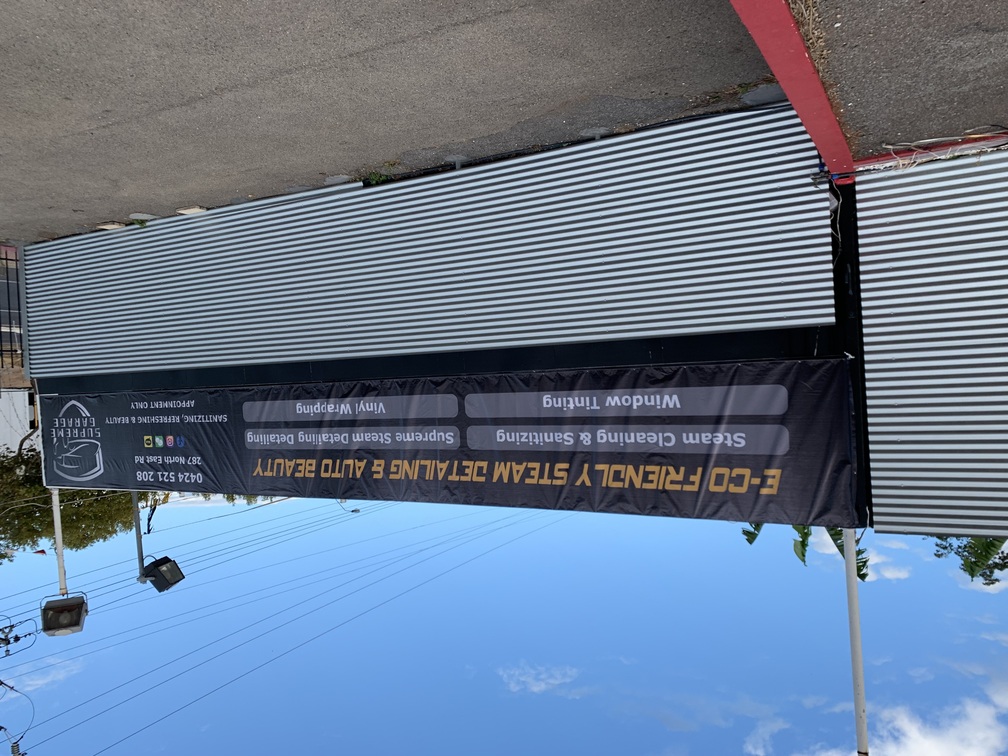 E-CO FRIENDLY STEAM DETAILING & AUTO BEAUTY
Steam Cleaning & Sanitizing
Supreme Steam Detailing Detailing
Window Tinting
Vinyl Wrapping
0424 521 208
287 North East Rd
SANITIZING, REFRESHING & BEAUTY
APPOINMENT ONLY
SUPREME
GARAGE